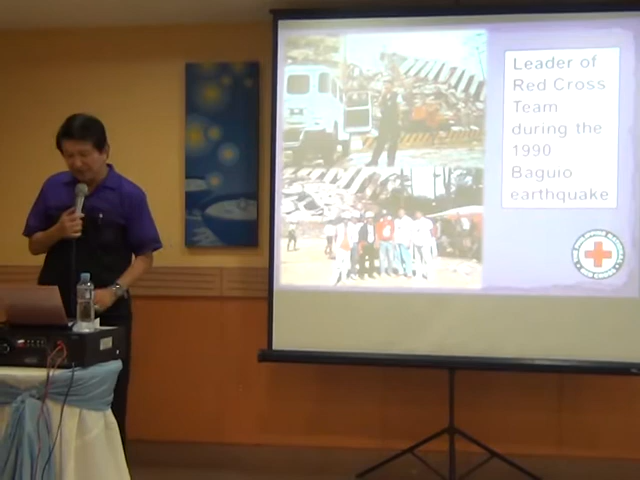 Leader of
Red Cross
Team
during the
1990
Baguio
earthquake